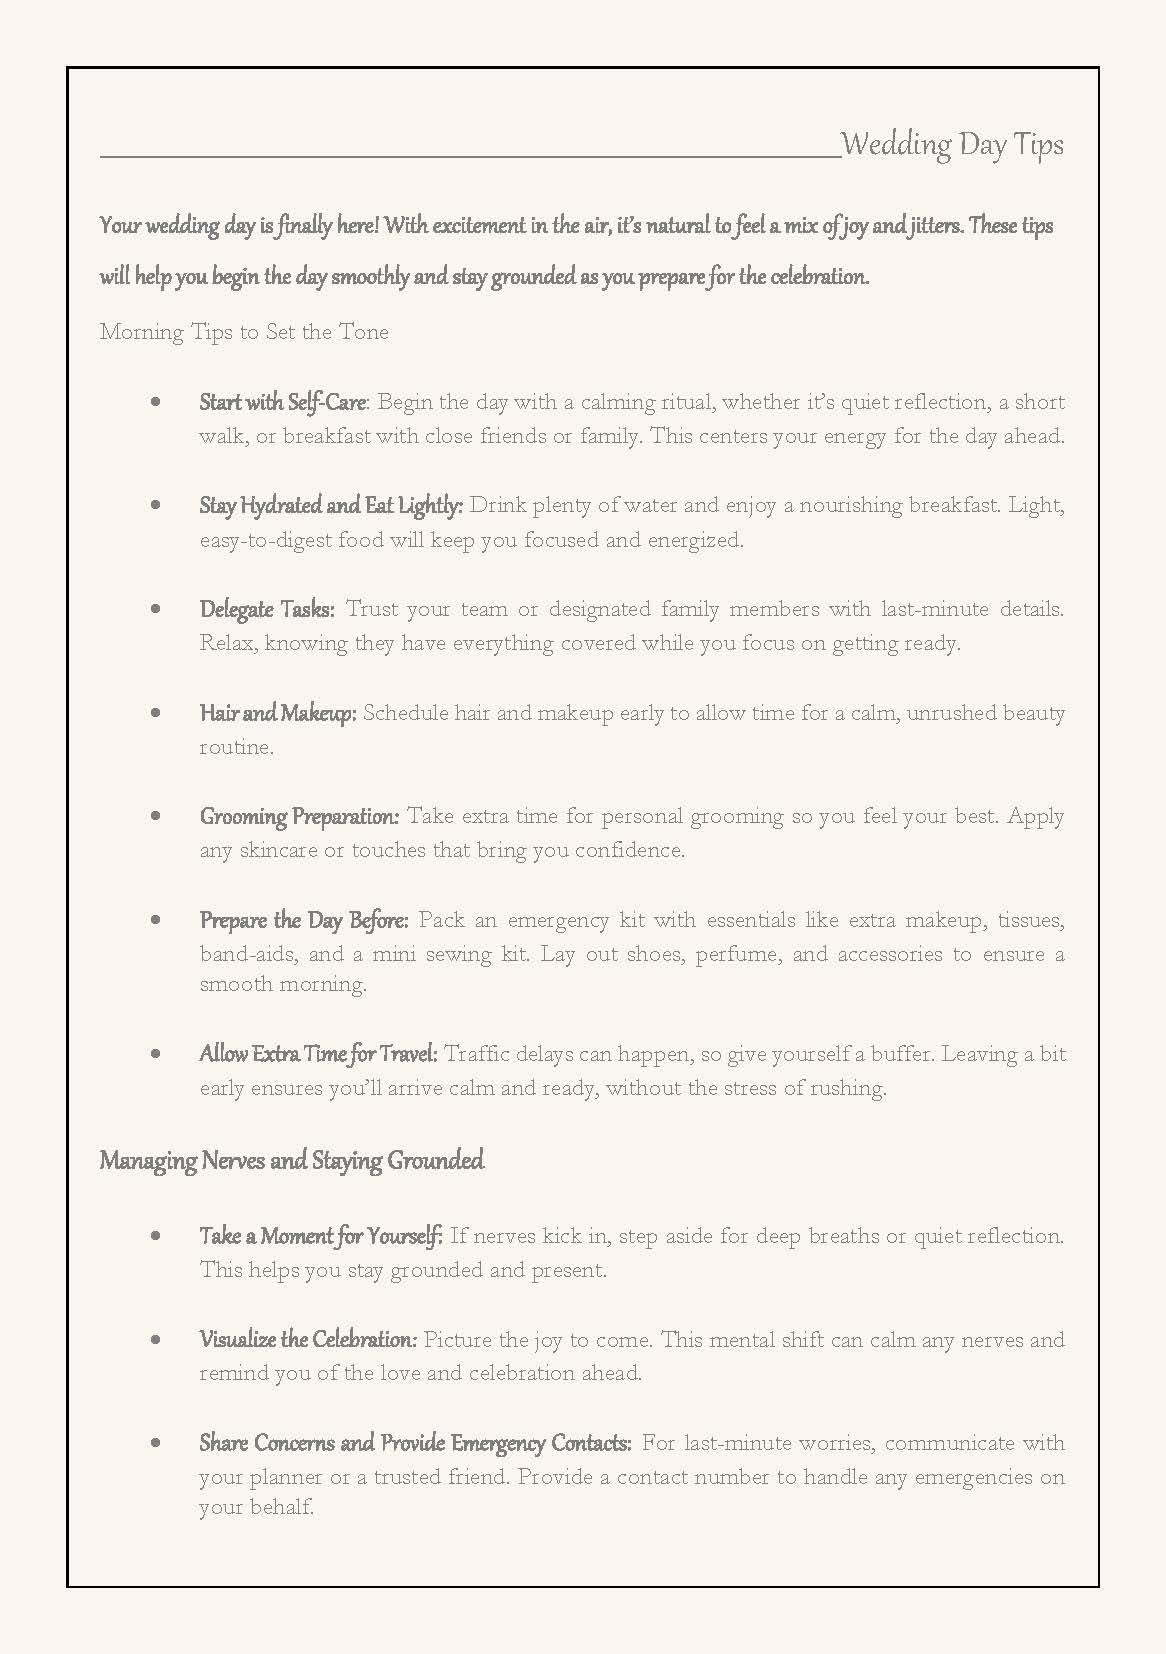 Wedding Day Tips
Your wedding day is finally here! With excitement in the air, it’s natural to feel a mix of joy and jitters. These tips
will help you begin the day smoothly and stay grounded as you prepare for the celebration.
Morning Tips to Set the Tone
• Start with Self-Care: Begin the day with a calming ritual, whether it’s quiet reflection, a short
walk, or breakfast with close friends or family. This centers your energy for the day ahead.
• Stay Hydrated and Eat Lightly: Drink plenty of water and enjoy a nourishing breakfast. Light,
easy-to-digest food will keep you focused and energized.
• Delegate Tasks: Trust your team or designated family members with last-minute details.
Relax, knowing they have everything covered while you focus on getting ready.
• Hair and Makeup: Schedule hair and makeup early to allow time for a calm, unrushed beauty
routine.
• Grooming Preparation: Take extra time for personal grooming so you feel your best. Apply
any skincare or touches that bring you confidence.
• Prepare the Day Before: Pack an emergency kit with essentials like extra makeup, tissues,
band-aids, and a mini sewing kit. Lay out shoes, perfume, and accessories to ensure a
smooth morning.
• Allow Extra Time for Travel: Traffic delays can happen, so give yourself a buffer. Leaving a bit
early ensures you’ll arrive calm and ready, without the stress of rushing.
Managing Nerves and Staying Grounded
• Take a Moment for Yourself: If nerves kick in, step aside for deep breaths or quiet reflection.
This helps you stay grounded and present.
• Visualize the Celebration: Picture the joy to come. This mental shift can calm any nerves and
remind you of the love and celebration ahead.
• Share Concerns and Provide Emergency Contacts: For last-minute worries, communicate with
your planner or a trusted friend. Provide a contact number to handle any emergencies on
your behalf.